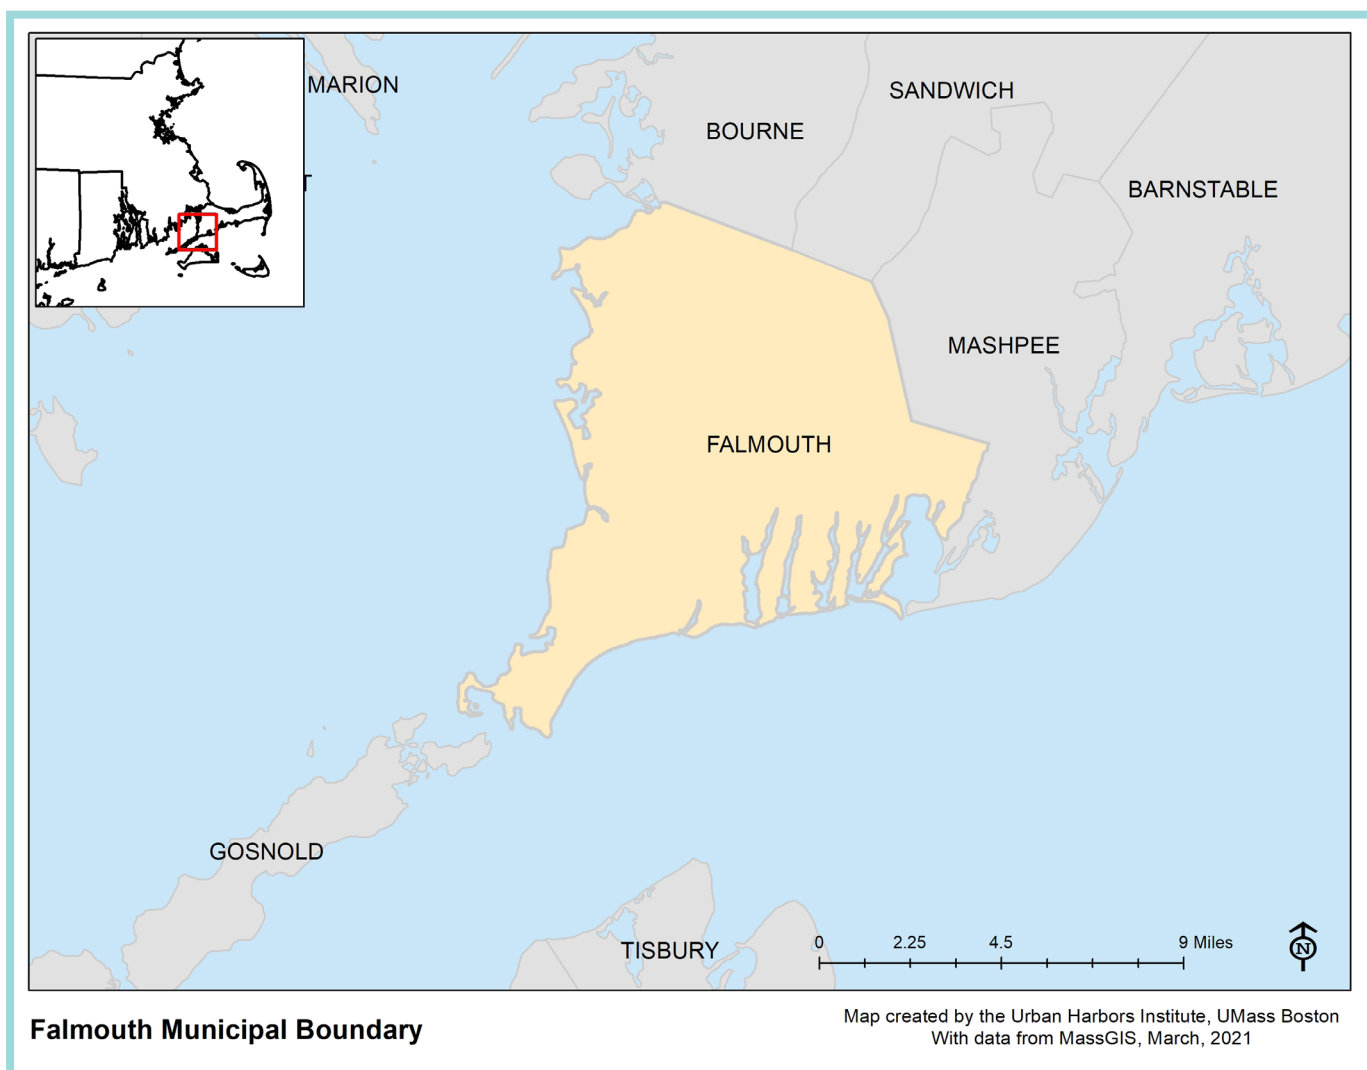 MARION
SANDWICH
BOURNE
T
BARNSTABLE
MASHPEE
FALMOUTH
GOSNOLD
TISBURY
0 2.25 4.5 9 Miles
N
Falmouth Municipal Boundary
Map created by the Urban Harbors Institute, UMass Boston
With data from MassGIS, March, 2021